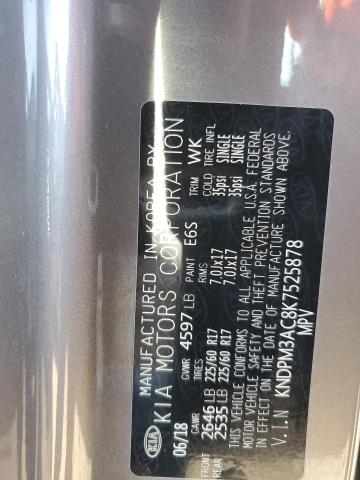 MANUFACTURED IN KOREA BY
KIA KIA MOTORS CORPORATION
06/18 GVWR 4597 LB PAINT E6S TRIM WK
GAWR TIRES RIMS COLD TIRE INFL
FRONT 2646 LB 225/60 R17 7.0Jx17 35psi SINGLE
REAR 2535 LB 225/60 R17 7.0Jx17 35psi SINGLE
THIS VEHICLE CONFORMS TO ALL APPLICABLE U.S.A. FEDERAL
MOTOR VEHICLE SAFETY AND THEFT PREVENTION STANDARDS
IN EFFECT ON THE DATE OF MANUFACTURE SHOWN ABOVE.
V.I.N KNDPM3AC8K7525878
MPV